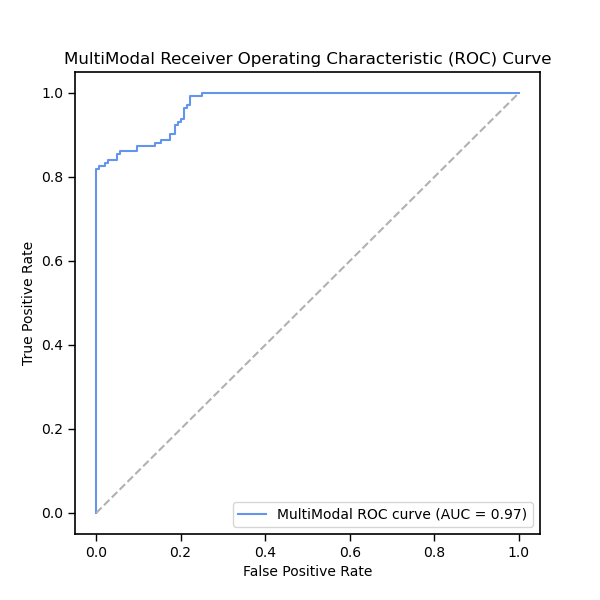 MultiModal Receiver Operating Characteristic (ROC) Curve
True Positive Rate
1.0
0.8
0.6
0.4
0.2
0.0
MultiModal ROC curve (AUC = 0.97)
0.0 0.2 0.4 0.6 0.8 1.0
False Positive Rate